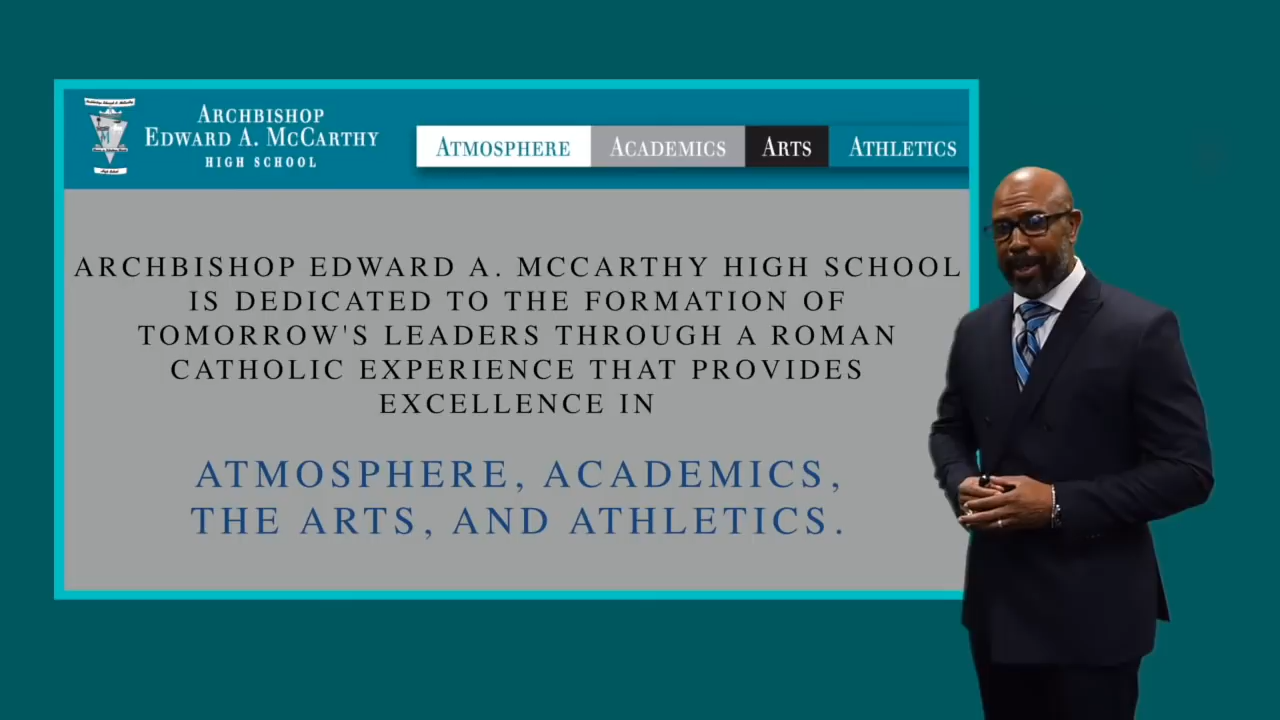 ARCHBISHOP
EDWARD A. MCCARTHY
HIGH SCHOOL
ATMOSPHERE
ACADEMICS
ARTS
ATHLETICS
ARCHBISHOP EDWARD A. MCCARTHY HIGH SCHOOL
IS DEDICATED TO THE FORMATION OF
TOMORROW'S LEADERS THROUGH A ROMAN
CATHOLIC EXPERIENCE THAT PROVIDES
EXCELLENCE IN
ATMOSPHERE, ACADEMICS,
THE ARTS, AND ATHLETICS.